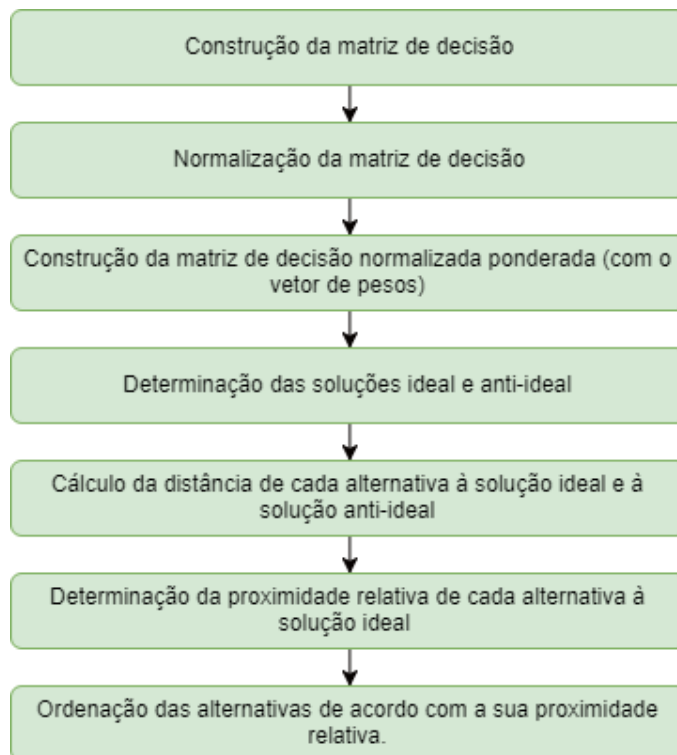 Construção da matriz de decisão
Normalização da matriz de decisão
Construção da matriz de decisão normalizada ponderada (com o
vetor de pesos)
Determinação das soluções ideal e anti-ideal
Cálculo da distância de cada alternativa à solução ideal e à
solução anti-ideal
Determinação da proximidade relativa de cada alternativa à
solução ideal
Ordenação das alternativas de acordo com a sua proximidade
relativa.